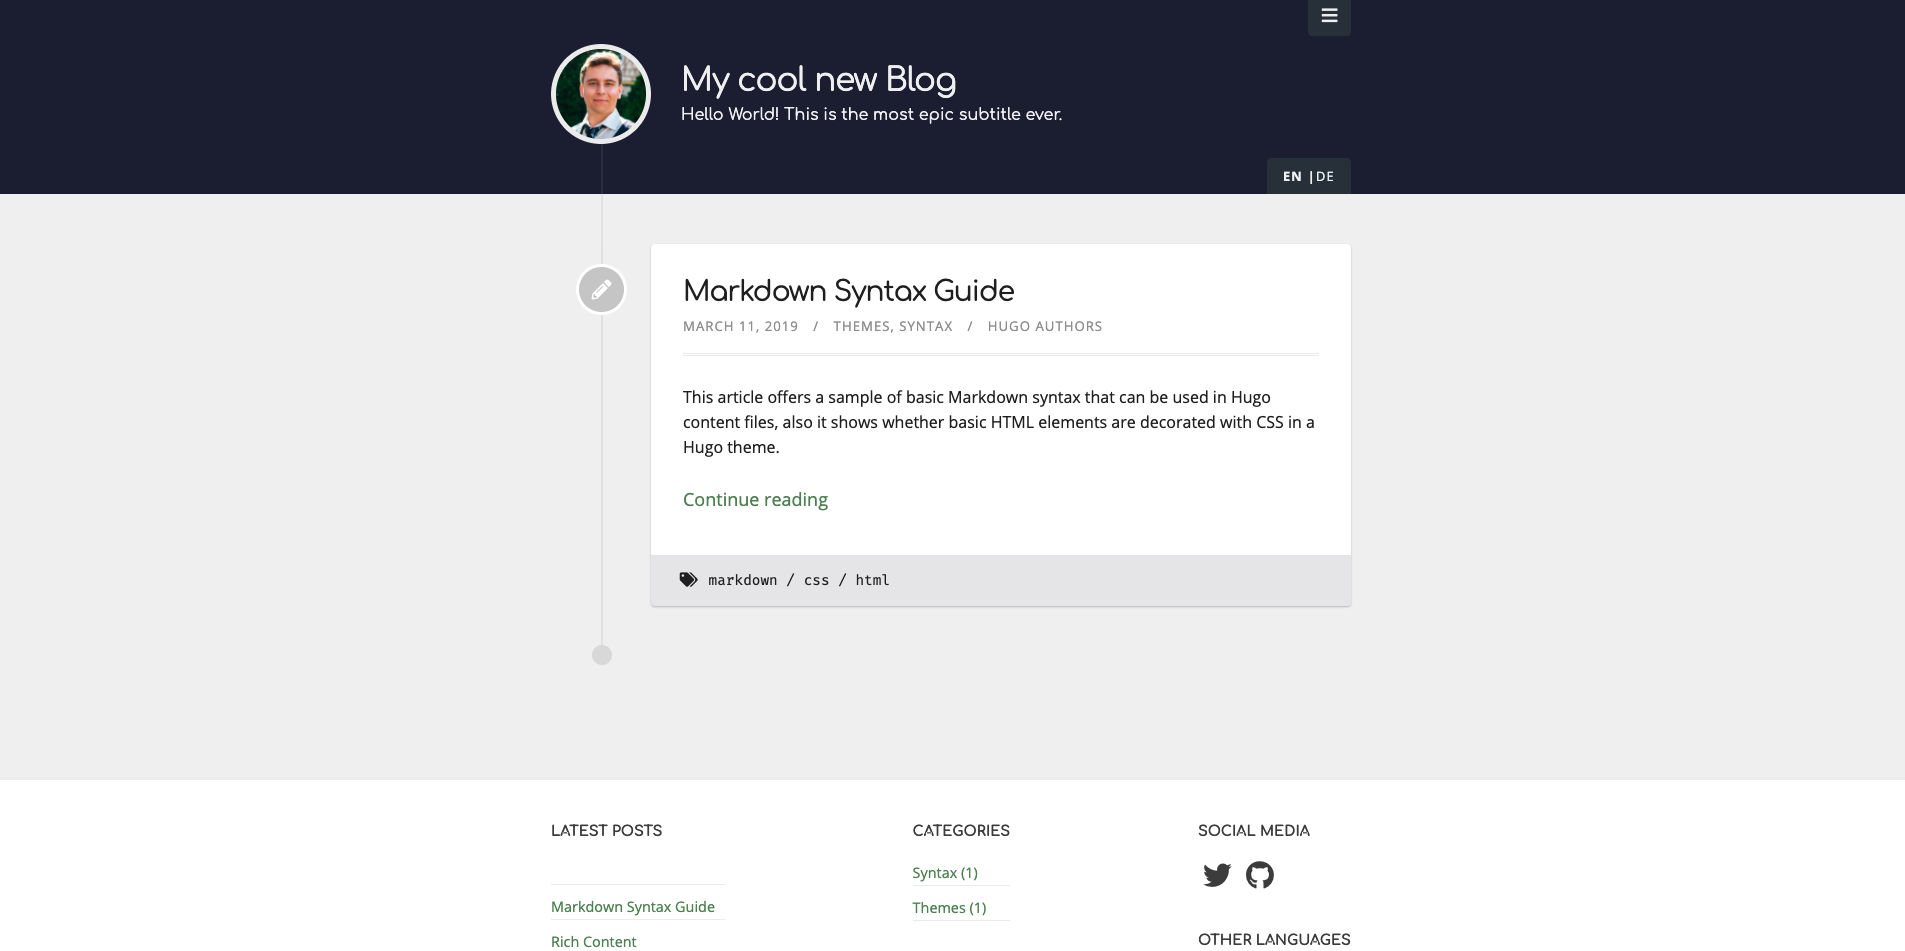 My cool new Blog
Hello World! This is the most epic subtitle ever.
EN | DE
Markdown Syntax Guide
MARCH 11, 2019 / THEMES, SYNTAX / HUGO AUTHORS
This article offers a sample of basic Markdown syntax that can be used in Hugo
content files, also it shows whether basic HTML elements are decorated with CSS in a
Hugo theme.
Continue reading
markdown / css / html
LATEST POSTS
Markdown Syntax Guide
Rich Content
CATEGORIES
Syntax (1)
Themes (1)
SOCIAL MEDIA
OTHER LANGUAGES